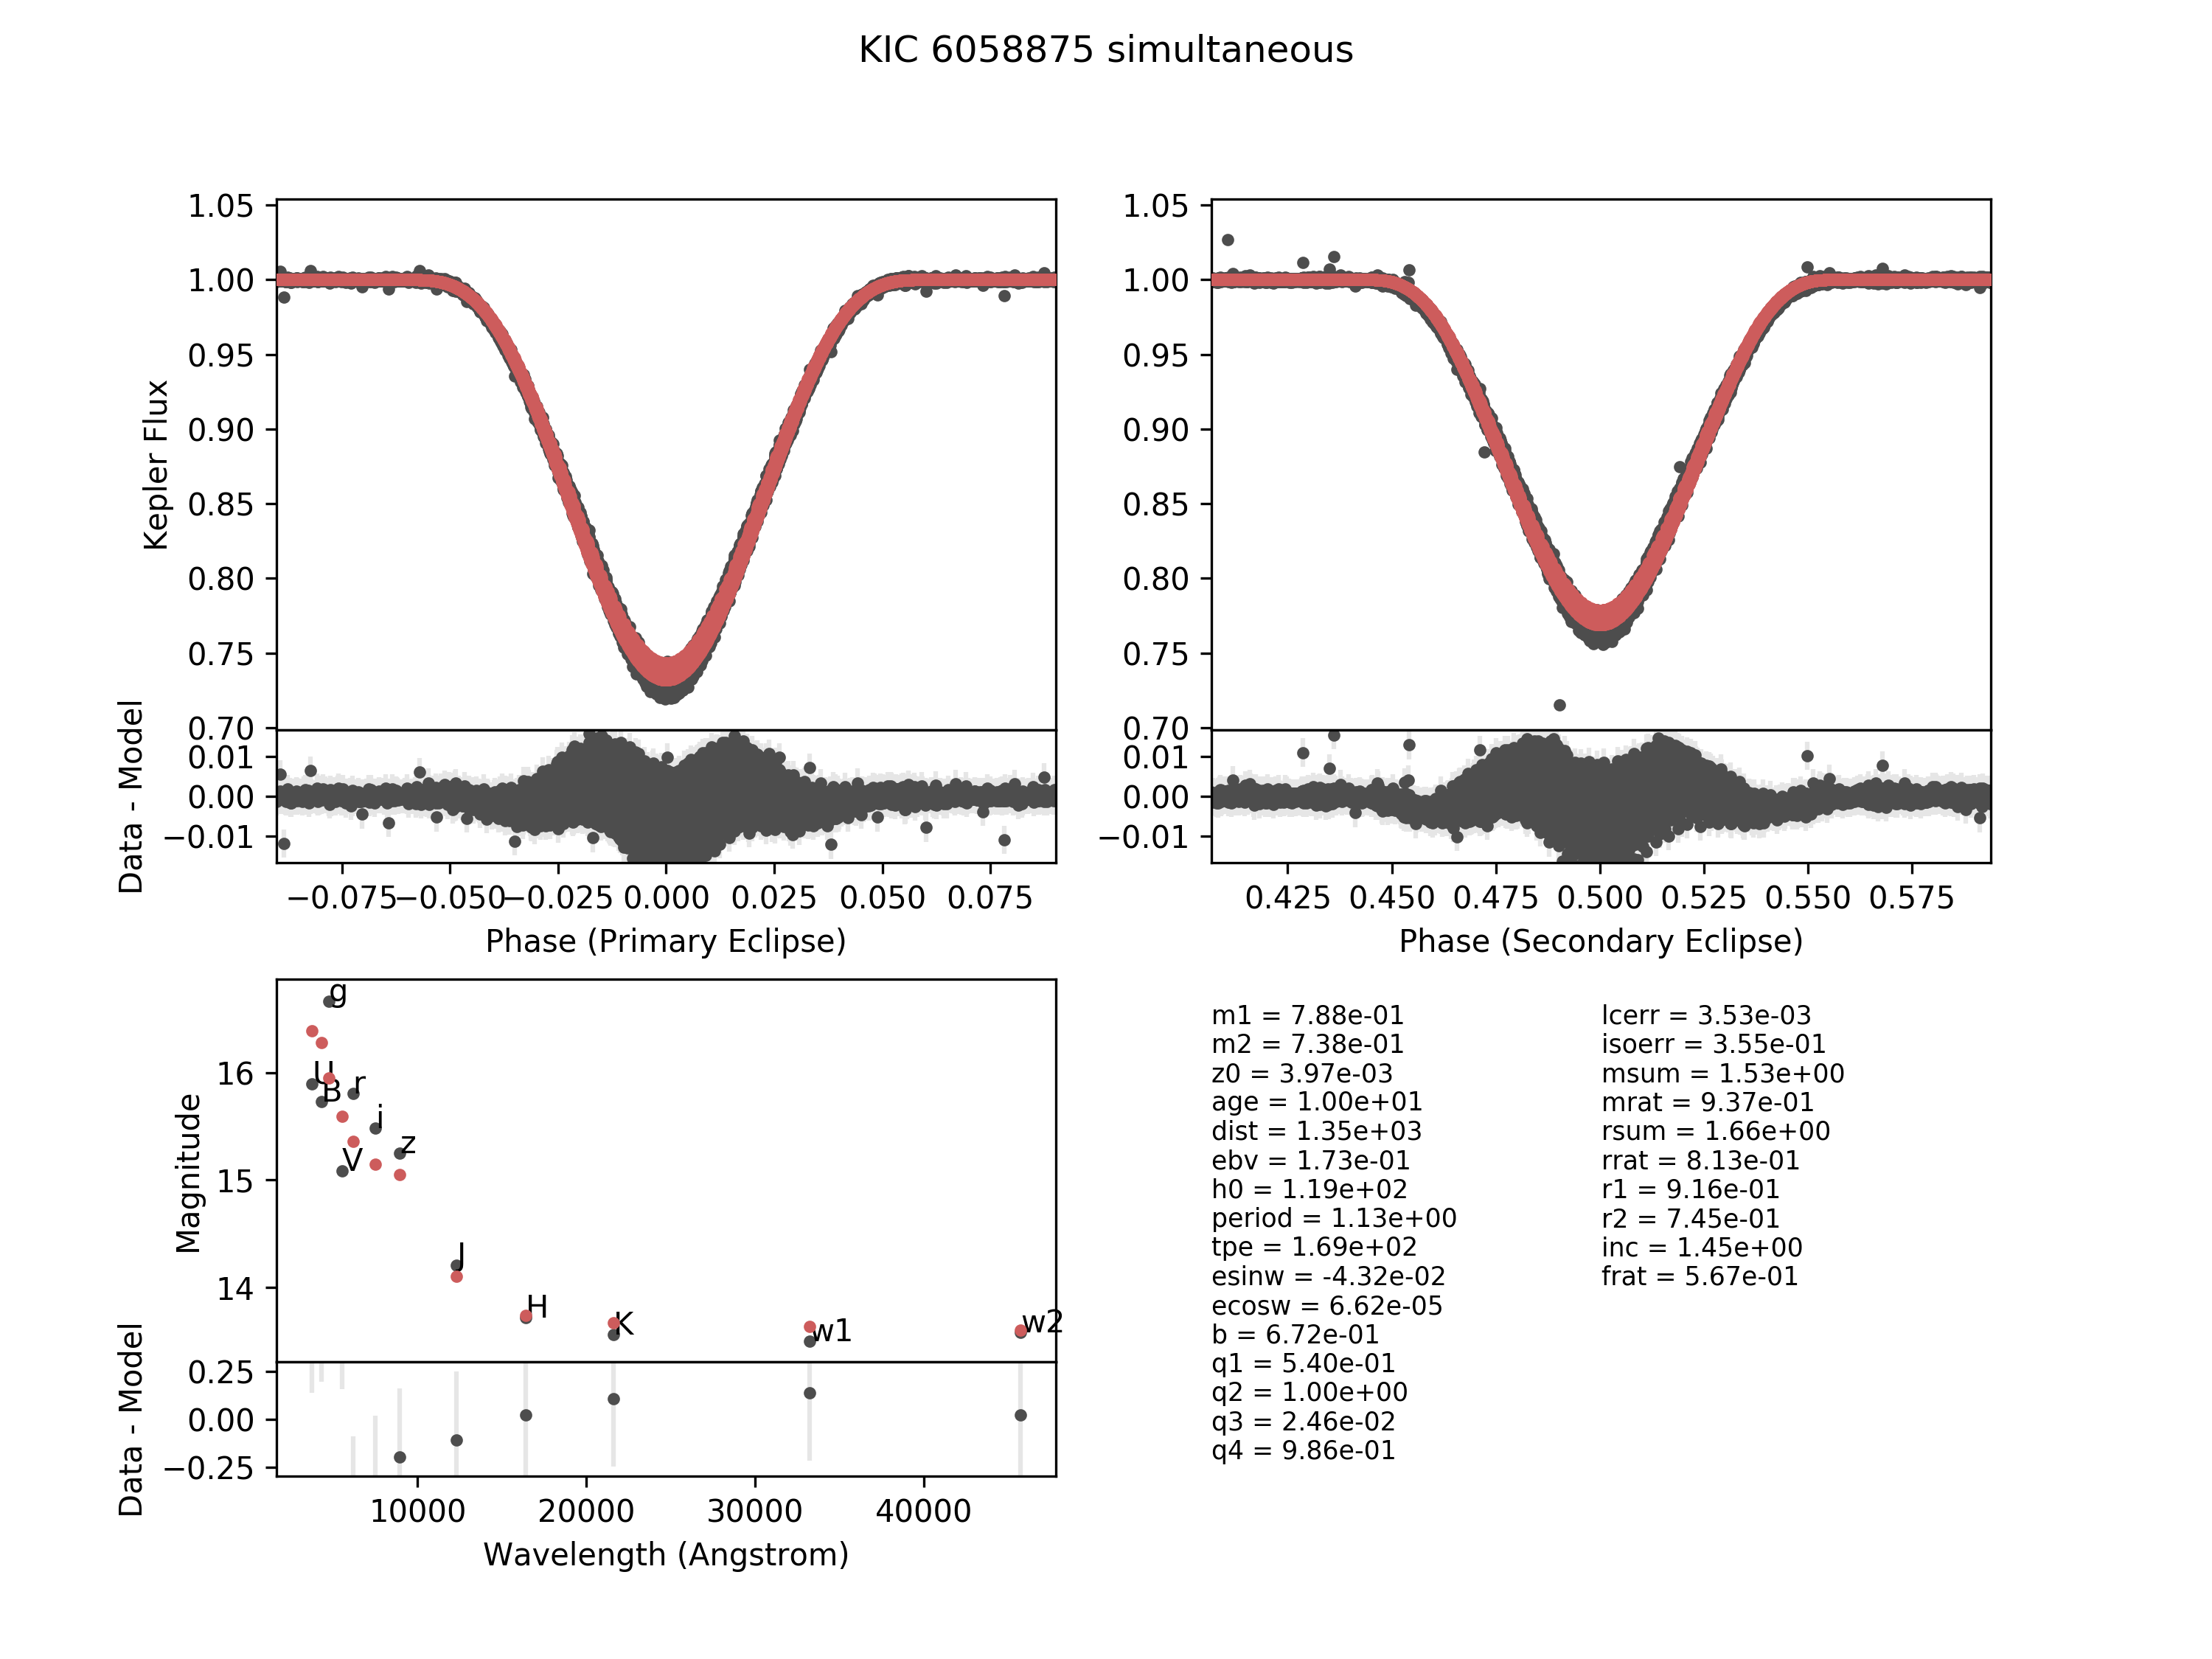 KIC 6058875 simultaneous
1.05
1.00
0.95
0.90
0.85
0.80
0.75
0.70
Kepler Flux
0.01
0.00
−0.01
Data - Model
−0.075 −0.050 −0.025 0.000 0.025 0.050 0.075
Phase (Primary Eclipse)
1.05
1.00
0.95
0.90
0.85
0.80
0.75
0.70
0.01
0.00
−0.01
0.425 0.450 0.475 0.500 0.525 0.550 0.575
Phase (Secondary Eclipse)
g
U
B
r
i
V
z
J
H
K
w1
w2
16
15
14
Magnitude
0.25
0.00
−0.25
Data - Model
10000 20000 30000 40000
Wavelength (Angstrom)
m1 = 7.88e-01
m2 = 7.38e-01
z0 = 3.97e-03
age = 1.00e+01
dist = 1.35e+03
ebv = 1.73e-01
h0 = 1.19e+02
period = 1.13e+00
tpe = 1.69e+02
esinw = -4.32e-02
ecosw = 6.62e-05
b = 6.72e-01
q1 = 5.40e-01
q2 = 1.00e+00
q3 = 2.46e-02
q4 = 9.86e-01
lcerr = 3.53e-03
isoerr = 3.55e-01
msum = 1.53e+00
mrat = 9.37e-01
rsum = 1.66e+00
rrat = 8.13e-01
r1 = 9.16e-01
r2 = 7.45e-01
inc = 1.45e+00
frat = 5.67e-01